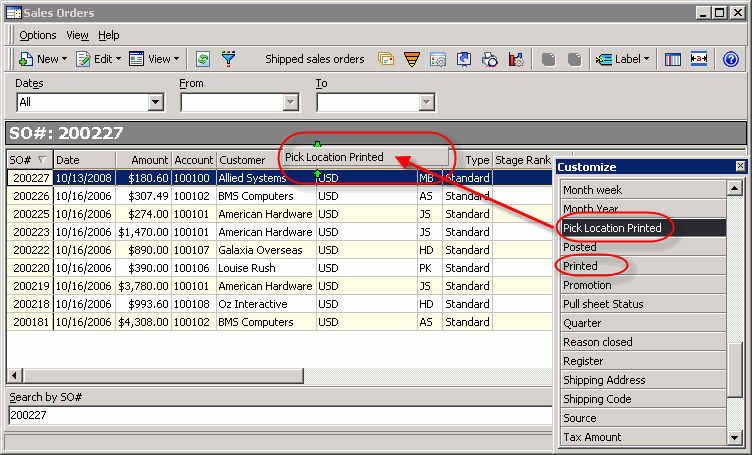 Sales Orders
Options View Help
New Edit View Shipped sales orders Label
Dates From To
All
SO#: 200227
SO# Date Amount Account Customer Pick Location Printed Type Stage Rank
200227 10/13/2008 $180.60 100100 Allied Systems USD MB Standard
200226 10/16/2006 $307.49 100102 BMS Computers USD AS Standard
200225 10/16/2006 $274.00 100101 American Hardware USD JS Standard
200223 10/16/2006 $1,470.00 100101 American Hardware USD JS Standard
200222 10/16/2006 $890.00 100107 Galaxia Overseas USD HD Standard
200220 10/16/2006 $390.00 100106 Louise Rush USD PK Standard
200219 10/16/2006 $3,780.00 100101 American Hardware USD JS Standard
200218 10/16/2006 $993.60 100108 Oz Interactive USD HD Standard
200181 10/16/2006 $4,308.00 100102 BMS Computers USD AS Standard
Search by SO#
200227
Customize
Month week
Month Year
Pick Location Printed
Posted
Printed
Promotion
Pull sheet Status
Quarter
Reason closed
Register
Shipping Address
Shipping Code
Source
Tax Amount